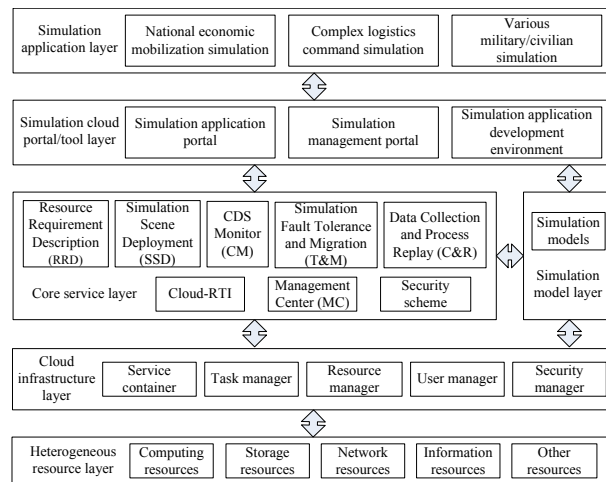 Simulation
application layer
National economic
mobilization simulation
Complex logistics
command simulation
Various
military/civilian
simulation
Simulation cloud
portal/tool layer
Simulation application
portal
Simulation
management portal
Simulation application
development
environment
Resource
Requirement
Description
(RRD)
Simulation
Scene
Deployment
(SSD)
CDS
Monitor
(CM)
Simulation
Fault Tolerance
and Migration
(T&M)
Data Collection
and Process
Replay (C&R)
Core service layer
Cloud-RTI
Management
Center (MC)
Security
scheme
Simulation
models
Simulation
model layer
Cloud
infrastructure
layer
Service
container
Task manager
Resource
manager
User manager
Security
manager
Heterogeneous
resource layer
Computing
resources
Storage
resources
Network
resources
Information
resources
Other
resources